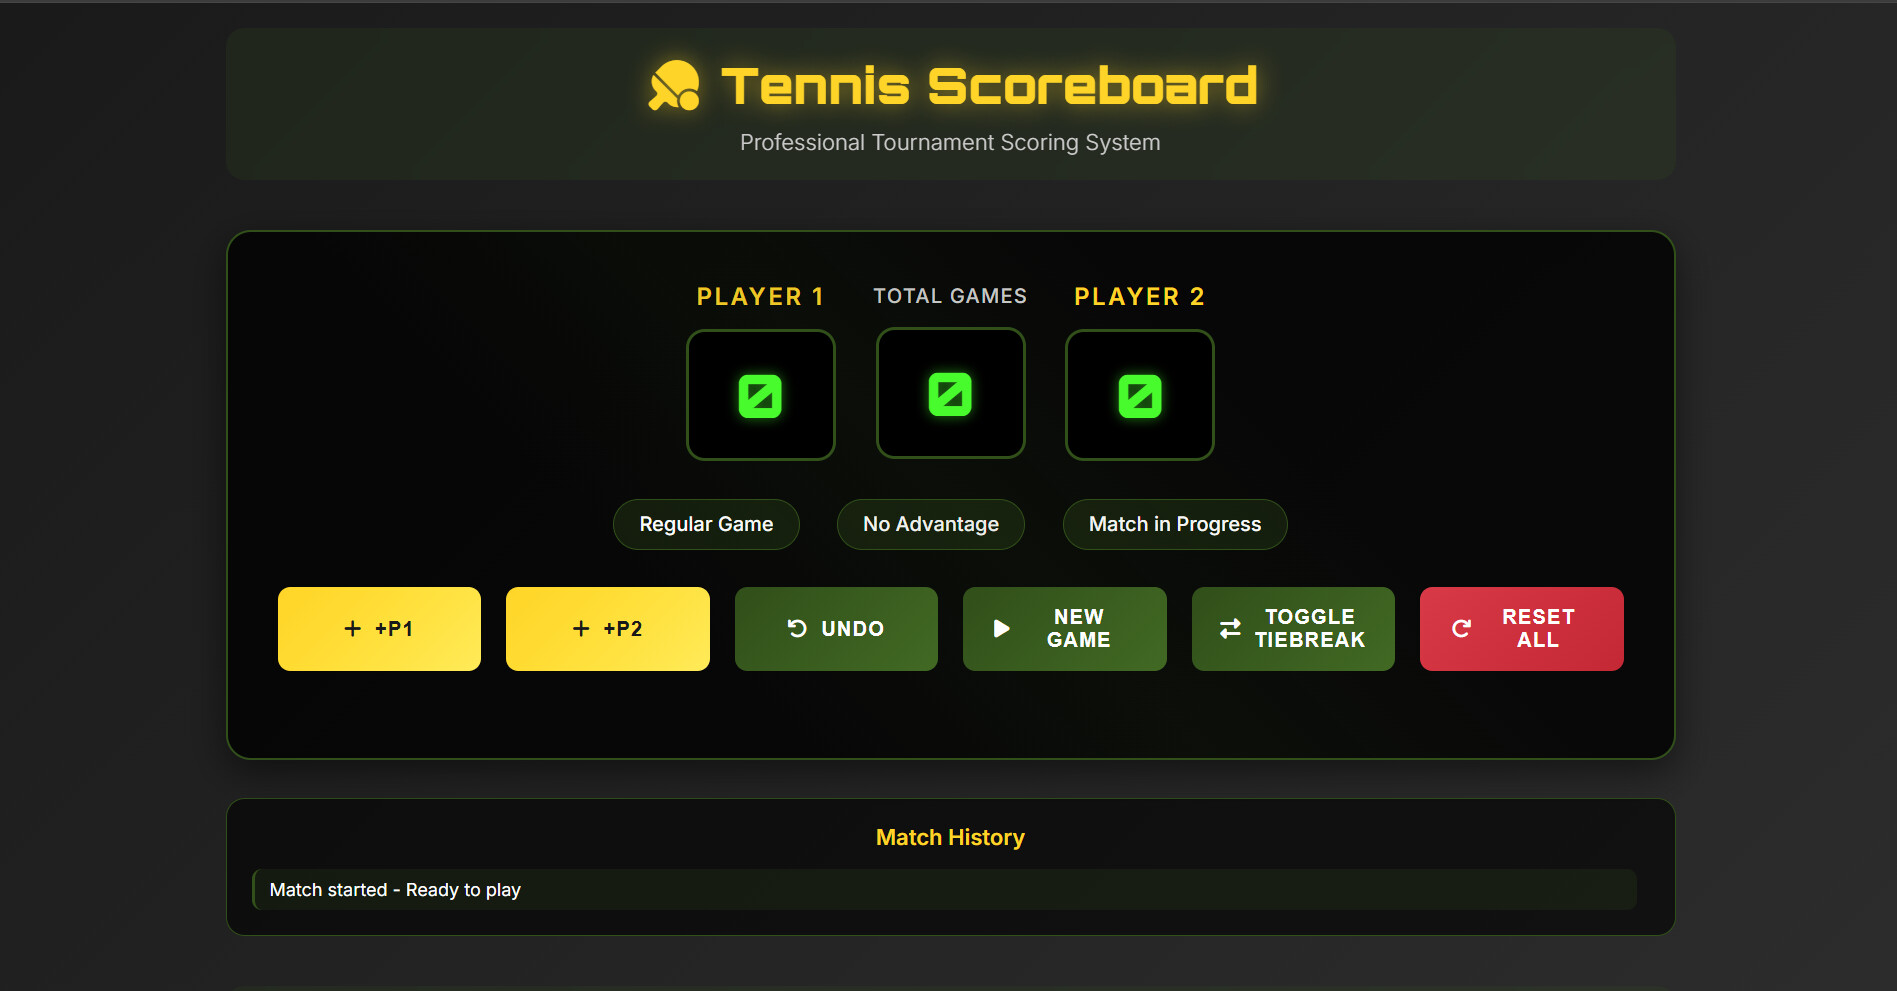 Tennis Scoreboard
Professional Tournament Scoring System
PLAYER 1
TOTAL GAMES
PLAYER 2
0
0
0
Regular Game
No Advantage
Match in Progress
+P1
+P2
UNDO
NEW
GAME
TOGGLE
TIEBREAK
RESET
ALL
Match History
Match started - Ready to play